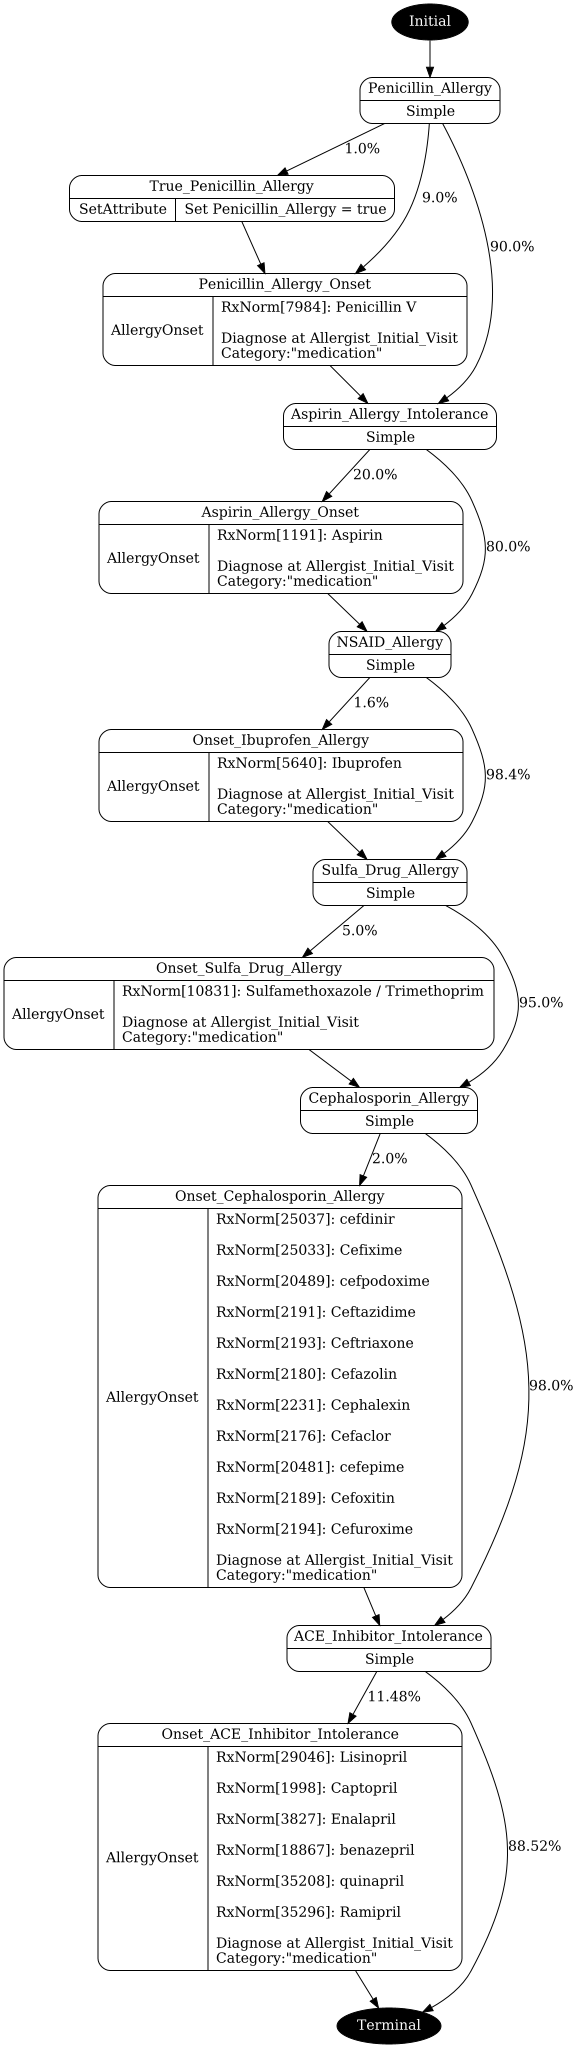 Initial
Penicillin_Allergy
Simple
1.0%
9.0%
90.0%
True_Penicillin_Allergy
SetAttribute
Set Penicillin_Allergy = true
Penicillin_Allergy_Onset
AllergyOnset
RxNorm[7984]: Penicillin V
Diagnose at Allergist_Initial_Visit
Category:"medication"
Aspirin_Allergy_Intolerance
Simple
20.0%
80.0%
Aspirin_Allergy_Onset
AllergyOnset
RxNorm[1191]: Aspirin
Diagnose at Allergist_Initial_Visit
Category:"medication"
NSAID_Allergy
Simple
1.6%
98.4%
Onset_Ibuprofen_Allergy
AllergyOnset
RxNorm[5640]: Ibuprofen
Diagnose at Allergist_Initial_Visit
Category:"medication"
Sulfa_Drug_Allergy
Simple
5.0%
95.0%
Onset_Sulfa_Drug_Allergy
AllergyOnset
RxNorm[10831]: Sulfamethoxazole / Trimethoprim
Diagnose at Allergist_Initial_Visit
Category:"medication"
Cephalosporin_Allergy
Simple
2.0%
98.0%
Onset_Cephalosporin_Allergy
AllergyOnset
RxNorm[25037]: cefdinir
RxNorm[25033]: Cefixime
RxNorm[20489]: cefpodoxime
RxNorm[2191]: Ceftazidime
RxNorm[2193]: Ceftriaxone
RxNorm[2180]: Cefazolin
RxNorm[2231]: Cephalexin
RxNorm[2176]: Cefaclor
RxNorm[20481]: cefepime
RxNorm[2189]: Cefoxitin
RxNorm[2194]: Cefuroxime
Diagnose at Allergist_Initial_Visit
Category:"medication"
ACE_Inhibitor_Intolerance
Simple
11.48%
88.52%
Onset_ACE_Inhibitor_Intolerance
AllergyOnset
RxNorm[29046]: Lisinopril
RxNorm[1998]: Captopril
RxNorm[3827]: Enalapril
RxNorm[18867]: benazepril
RxNorm[35208]: quinapril
RxNorm[35296]: Ramipril
Diagnose at Allergist_Initial_Visit
Category:"medication"
Terminal